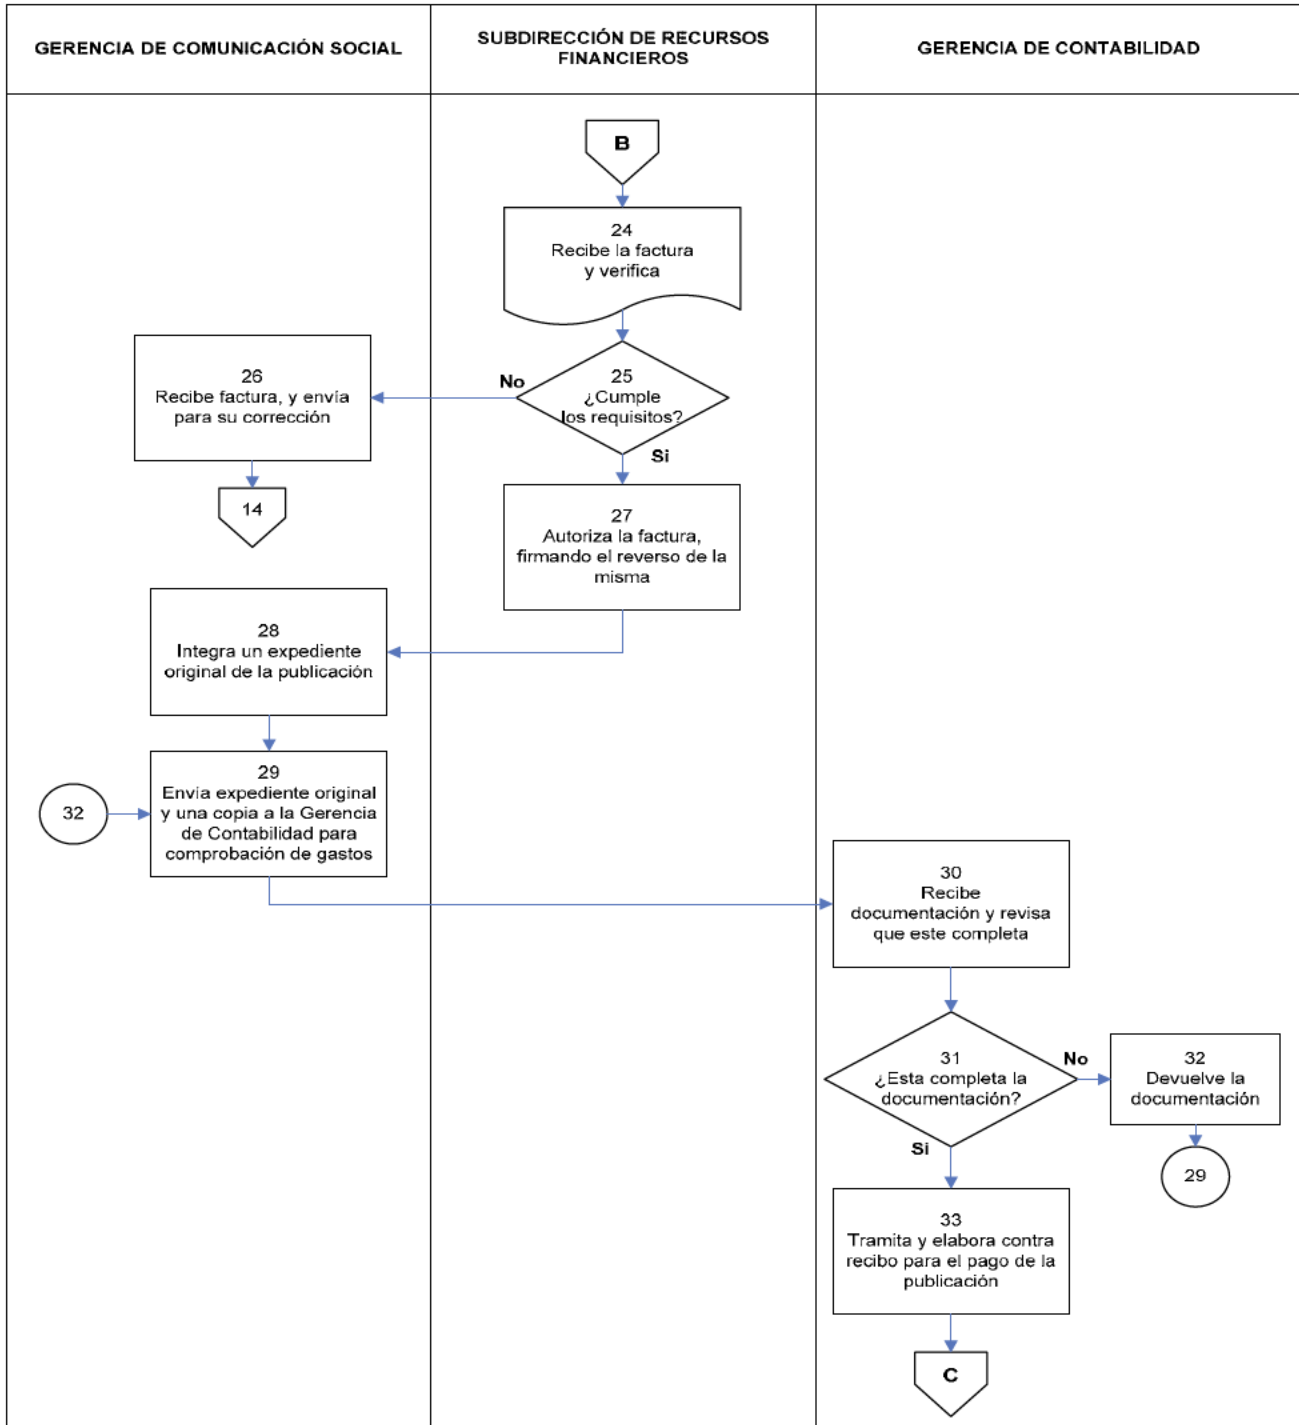 GERENCIA DE COMUNICACIÓN SOCIAL
SUBDIRECCIÓN DE RECURSOS
FINANCIEROS
GERENCIA DE CONTABILIDAD
B
24
Recibe la factura
y verifica
25
¿Cumple
los requisitos?
No
Si
26
Recibe factura, y envía
para su corrección
14
27
Autoriza la factura,
firmando el reverso de la
misma
28
Integra un expediente
original de la publicación
32
29
Envía expediente original
y una copia a la Gerencia
de Contabilidad para
comprobación de gastos
30
Recibe
documentación y revisa
que este completa
31
¿Esta completa la
documentación?
No
32
Devuelve la
documentación
29
Si
33
Tramita y elabora contra
recibo para el pago de la
publicación
C